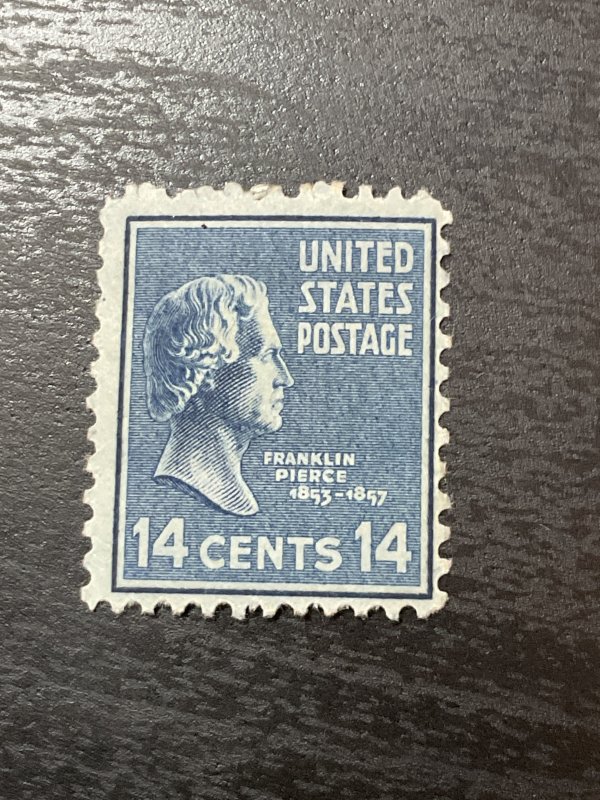 UNITED
STATES
POSTAGE
FRANKLIN
PIERCE
1853-1857
14 CENTS 14